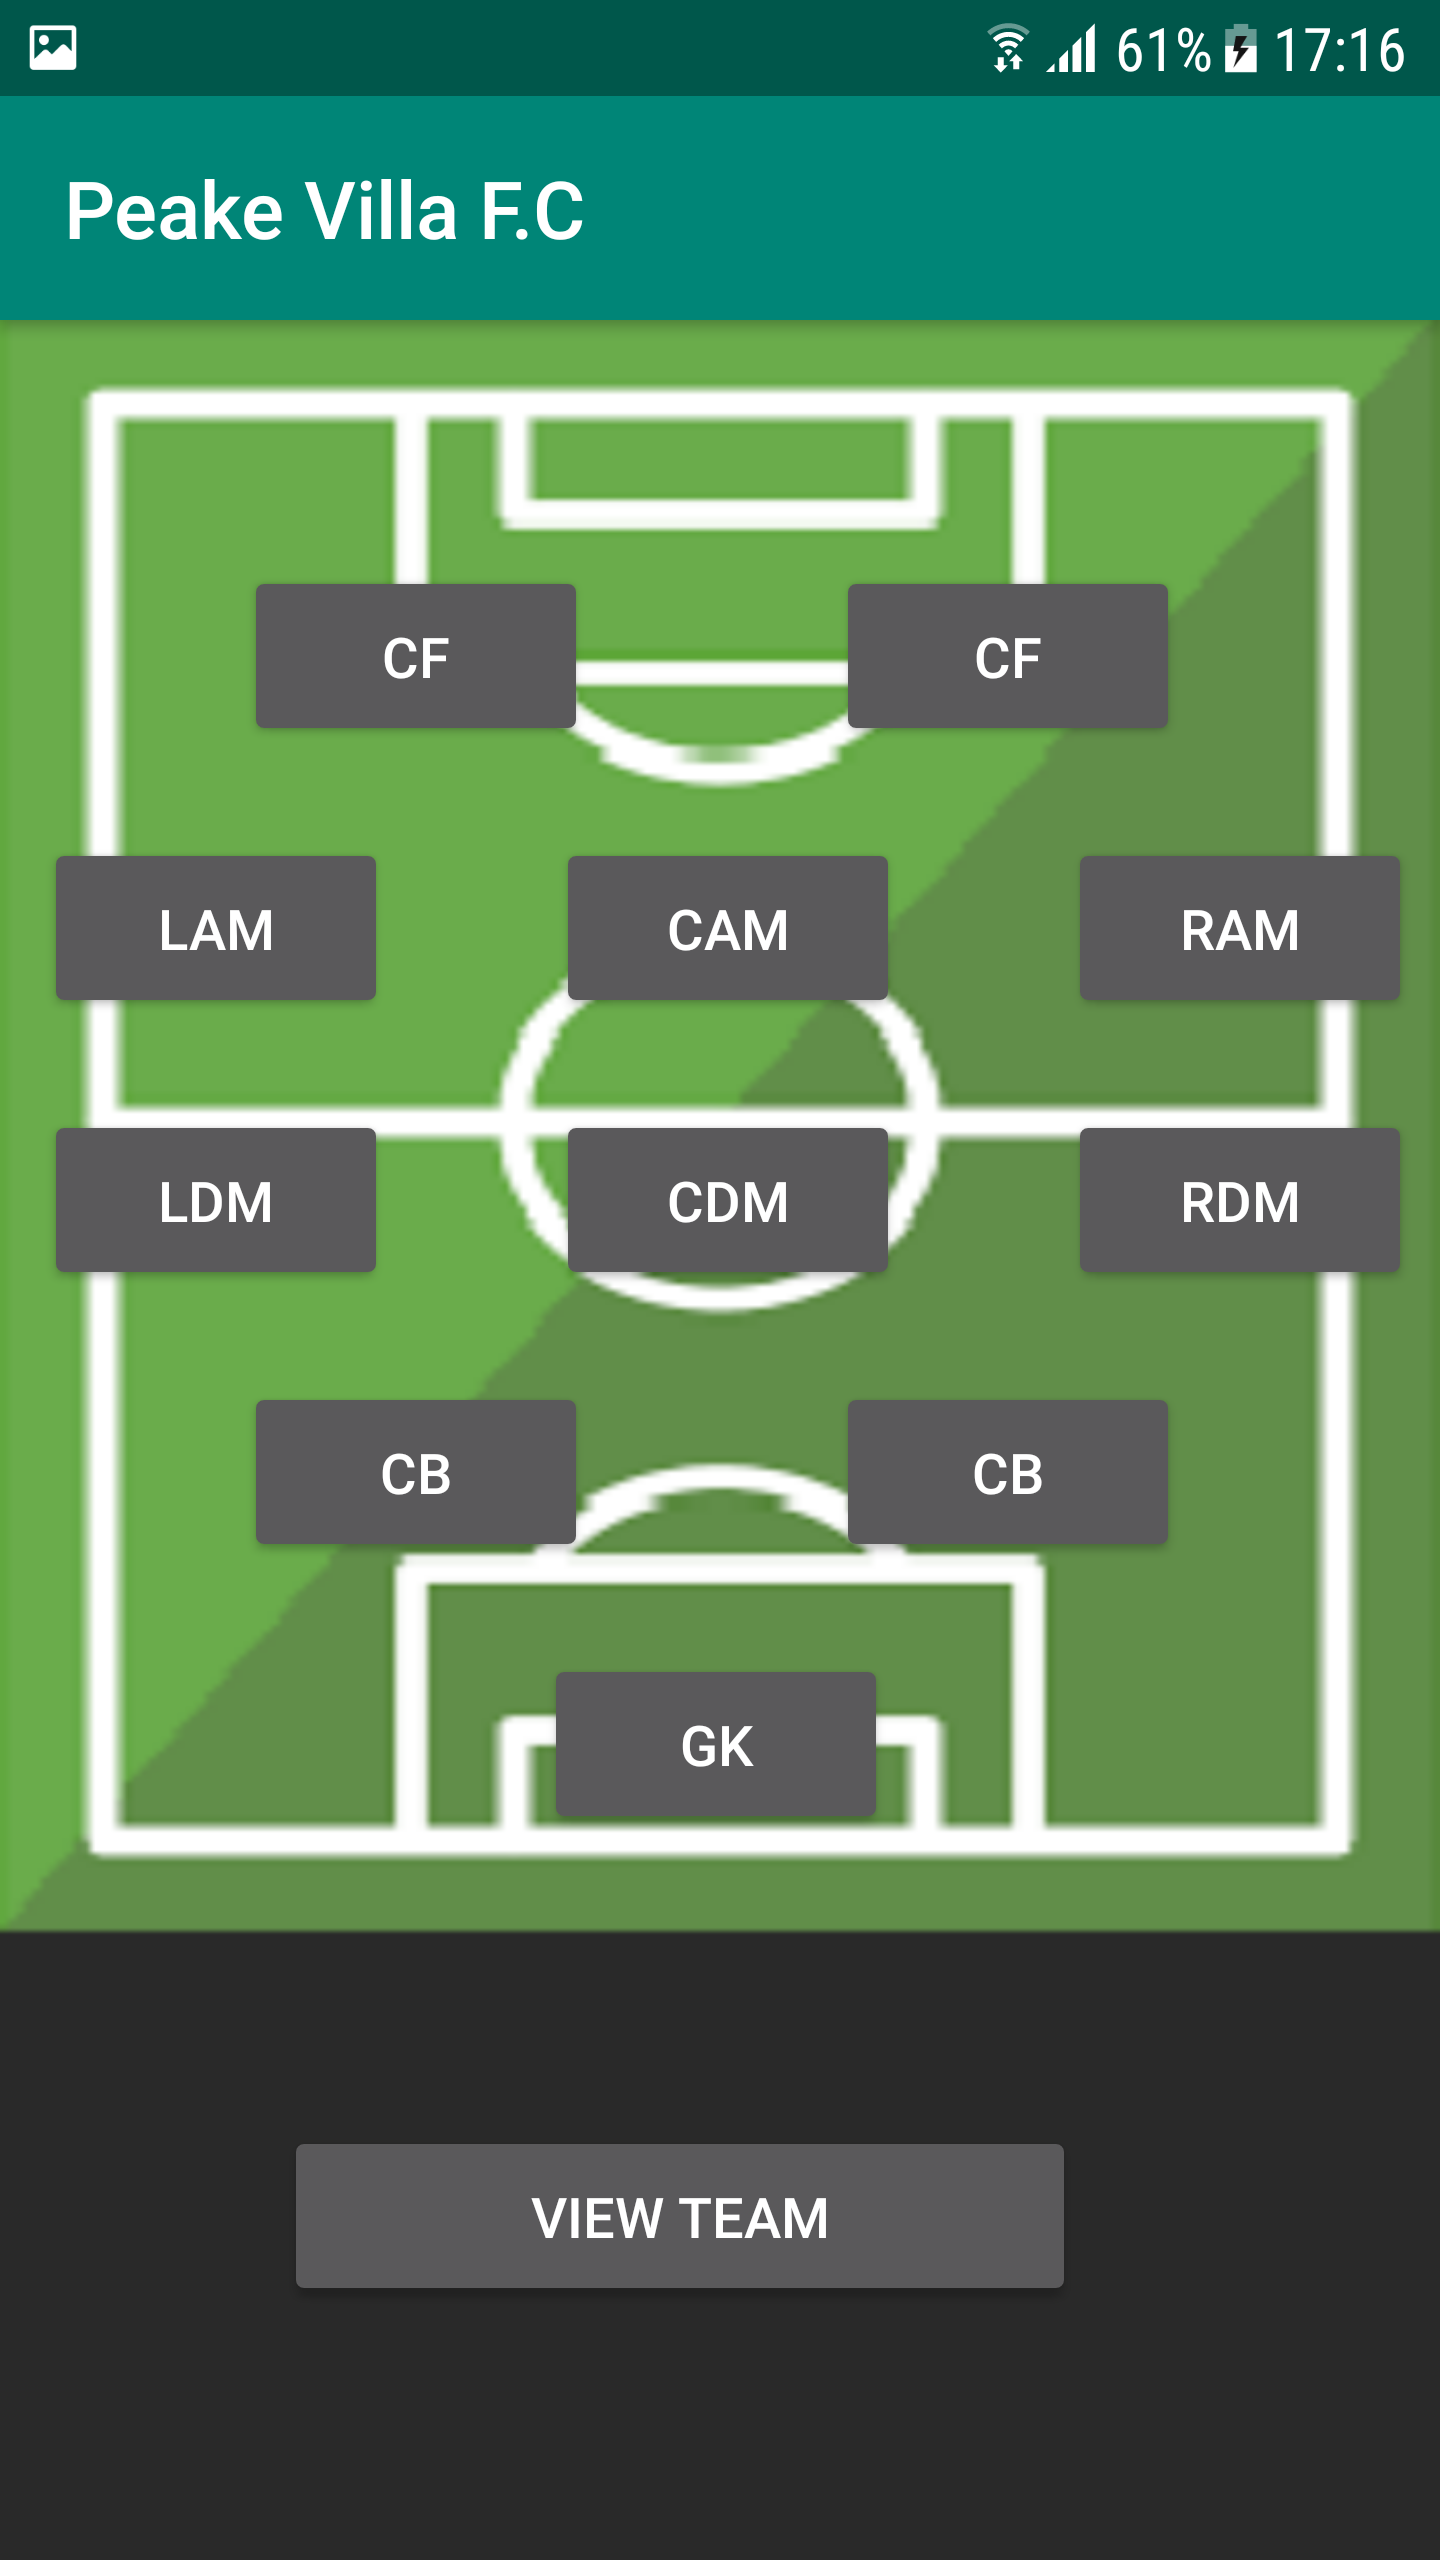 61% 17:16
Peake Villa F.C
CF CF
LAM CAM RAM
LDM CDM RDM
CB CB
GK
VIEW TEAM